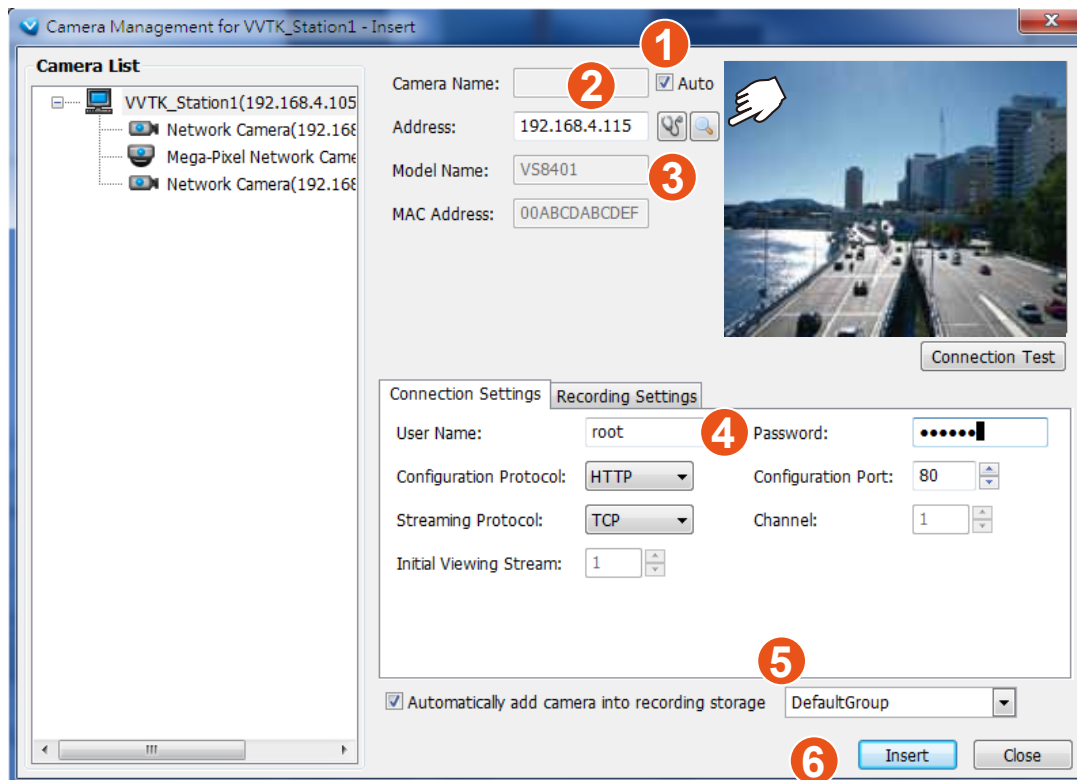 Camera Management for VVTK_Station1 - Insert
x
Camera List
VVTK_Station1(192.168.4.105
Network Camera(192.168
Mega-Pixel Network Came
Network Camera(192.168
1
Camera Name: 2 Auto
Address: 192.168.4.115
Model Name: VS8401 3
MAC Address: 00ABCDABCDEF
Connection Test
Connection Settings Recording Settings
User Name: root 4 Password: ••••••
Configuration Protocol: HTTP Configuration Port: 80
Streaming Protocol: TCP Channel: 1
Initial Viewing Stream: 1
5
Automatically add camera into recording storage DefaultGroup
6 Insert Close